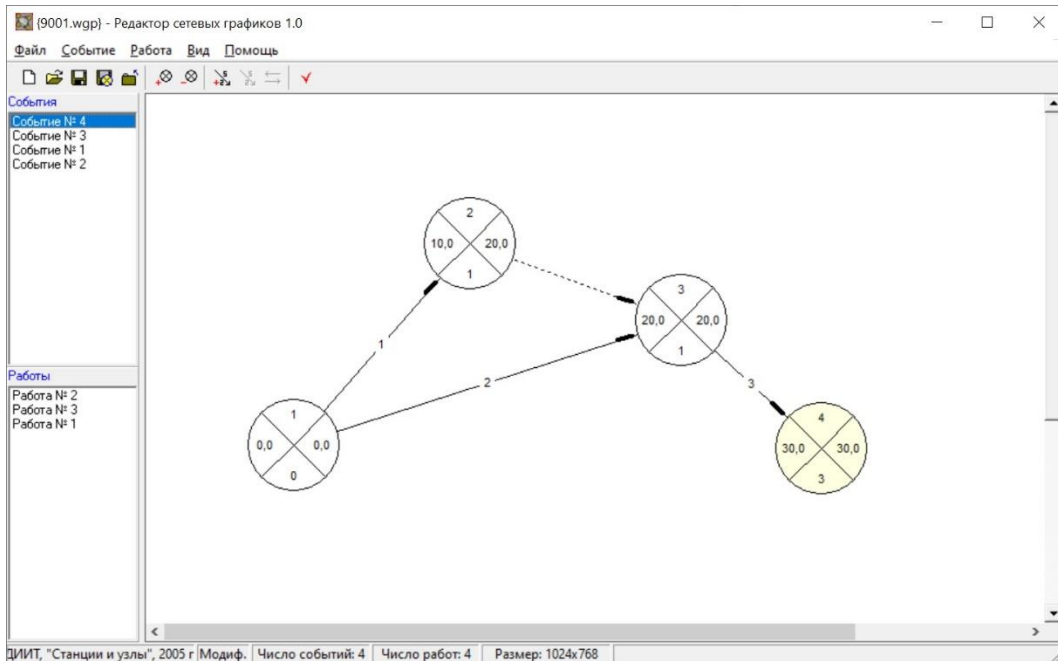 {9001.wgp} - Редактор сетевых графиков 1.0
Файл Событие Работа Вид Помощь
События
Событие № 4
Событие № 3
Событие № 1
Событие № 2
Работы
Работа № 2
Работа № 3
Работа № 1
2
10,0 20,0
1
3
20,0 20,0
1
1
2
3
1
0,0 0,0
0
4
30,0 30,0
3
ДИИТ, "Станции и узлы", 2005 г Модиф. Число событий: 4 Число работ: 4 Размер: 1024x768